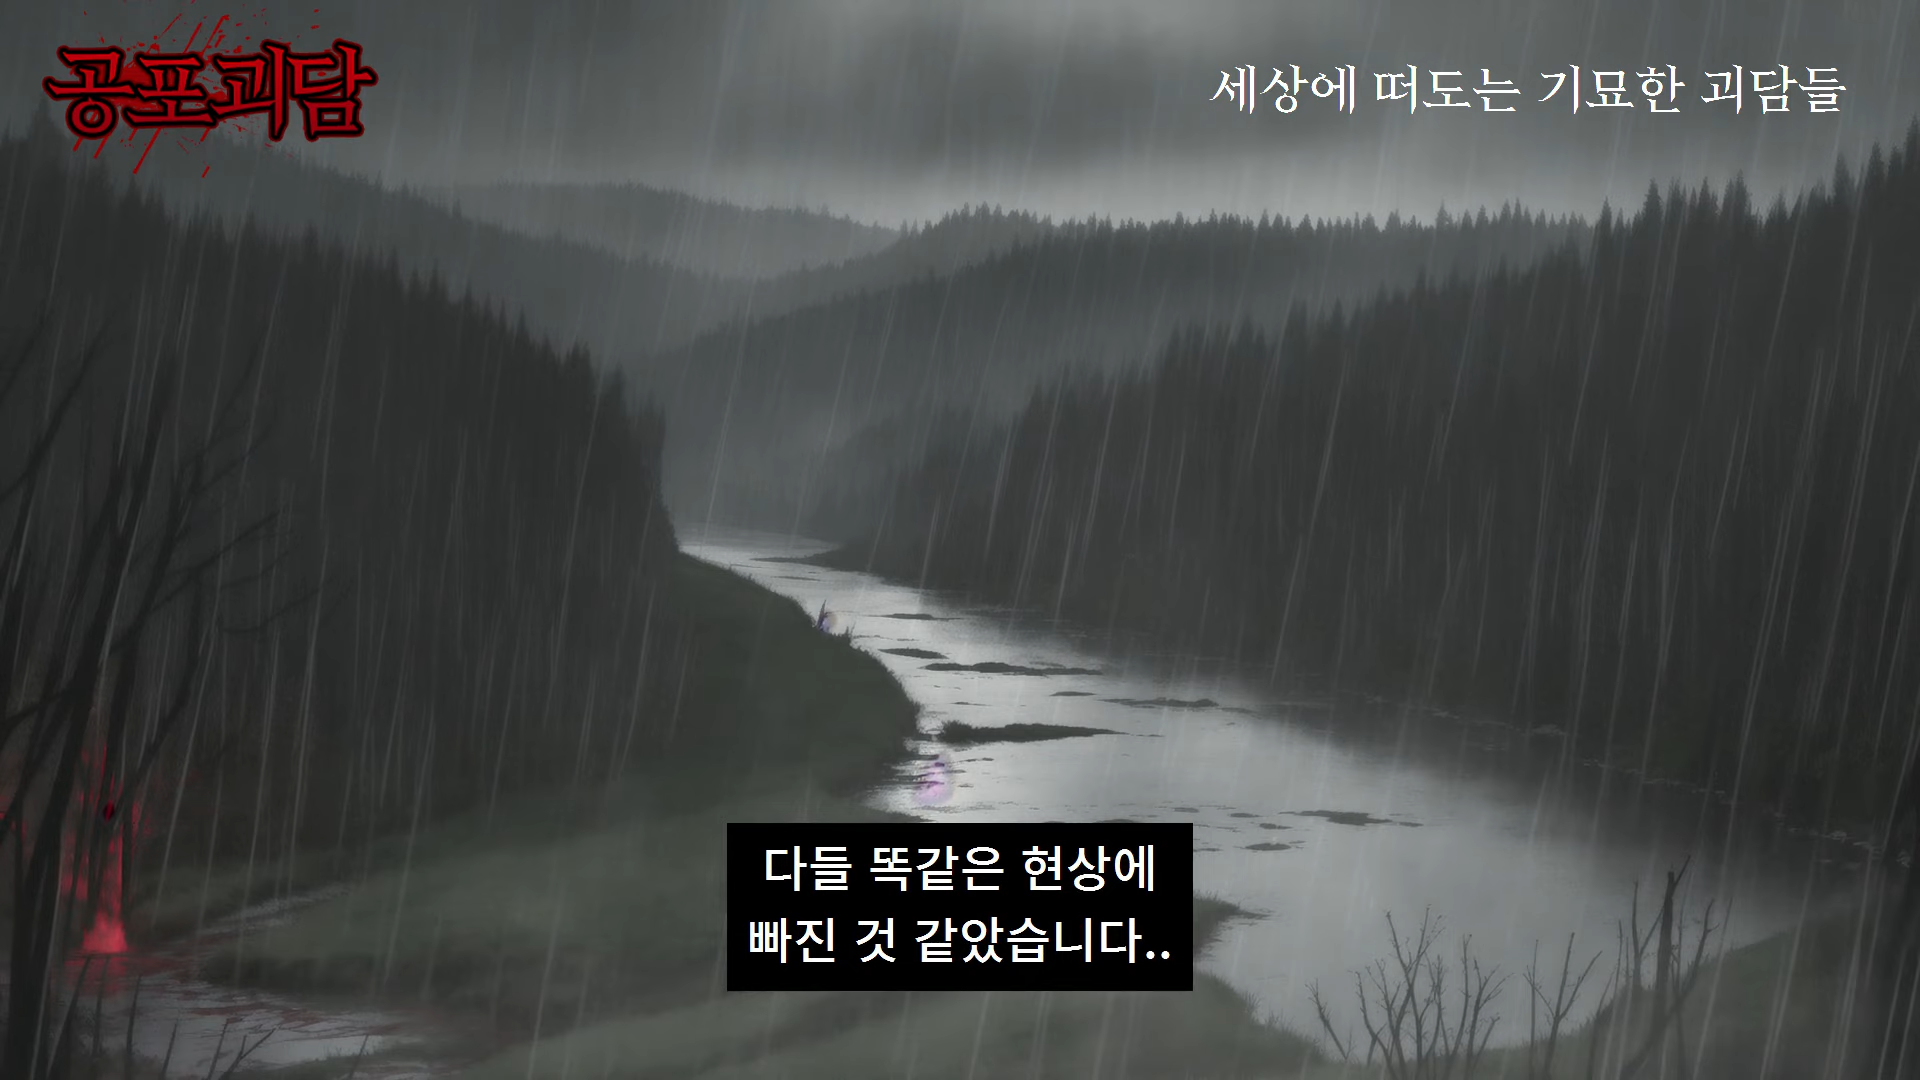 공포괴담
세상에 떠도는 기묘한 괴담들
다들 똑같은 현상에
빠진 것 같았습니다..